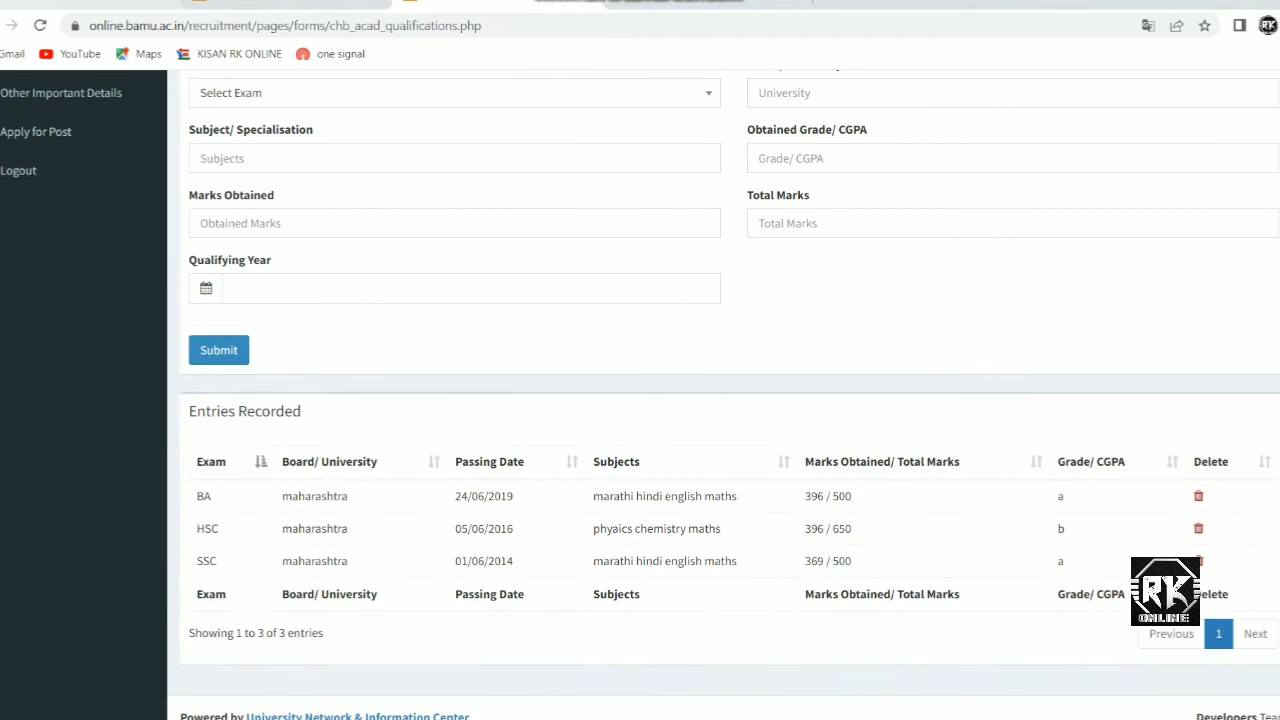 online.bamu.ac.in/recruitment/pages/forms/chb_acad_qualifications.php
Gmail YouTube Maps KISAN RK ONLINE one signal
Other Important Details
Apply for Post
Logout
Select Exam University
Subject/ Specialisation Obtained Grade/ CGPA
Subjects Grade/ CGPA
Marks Obtained Total Marks
Obtained Marks Total Marks
Qualifying Year
Submit
Entries Recorded
Exam Board/ University Passing Date Subjects Marks Obtained/ Total Marks Grade/ CGPA Delete
BA maharashtra 24/06/2019 marathi hindi english maths 396 / 500 a
HSC maharashtra 05/06/2016 phyaics chemistry maths 396 / 650 b
SSC maharashtra 01/06/2014 marathi hindi english maths 369 / 500 a
Exam Board/ University Passing Date Subjects Marks Obtained/ Total Marks Grade/ CGPA Delete
RK
ONLINE
Showing 1 to 3 of 3 entries Previous 1 Next
Powered by University Network & Information Center Developers